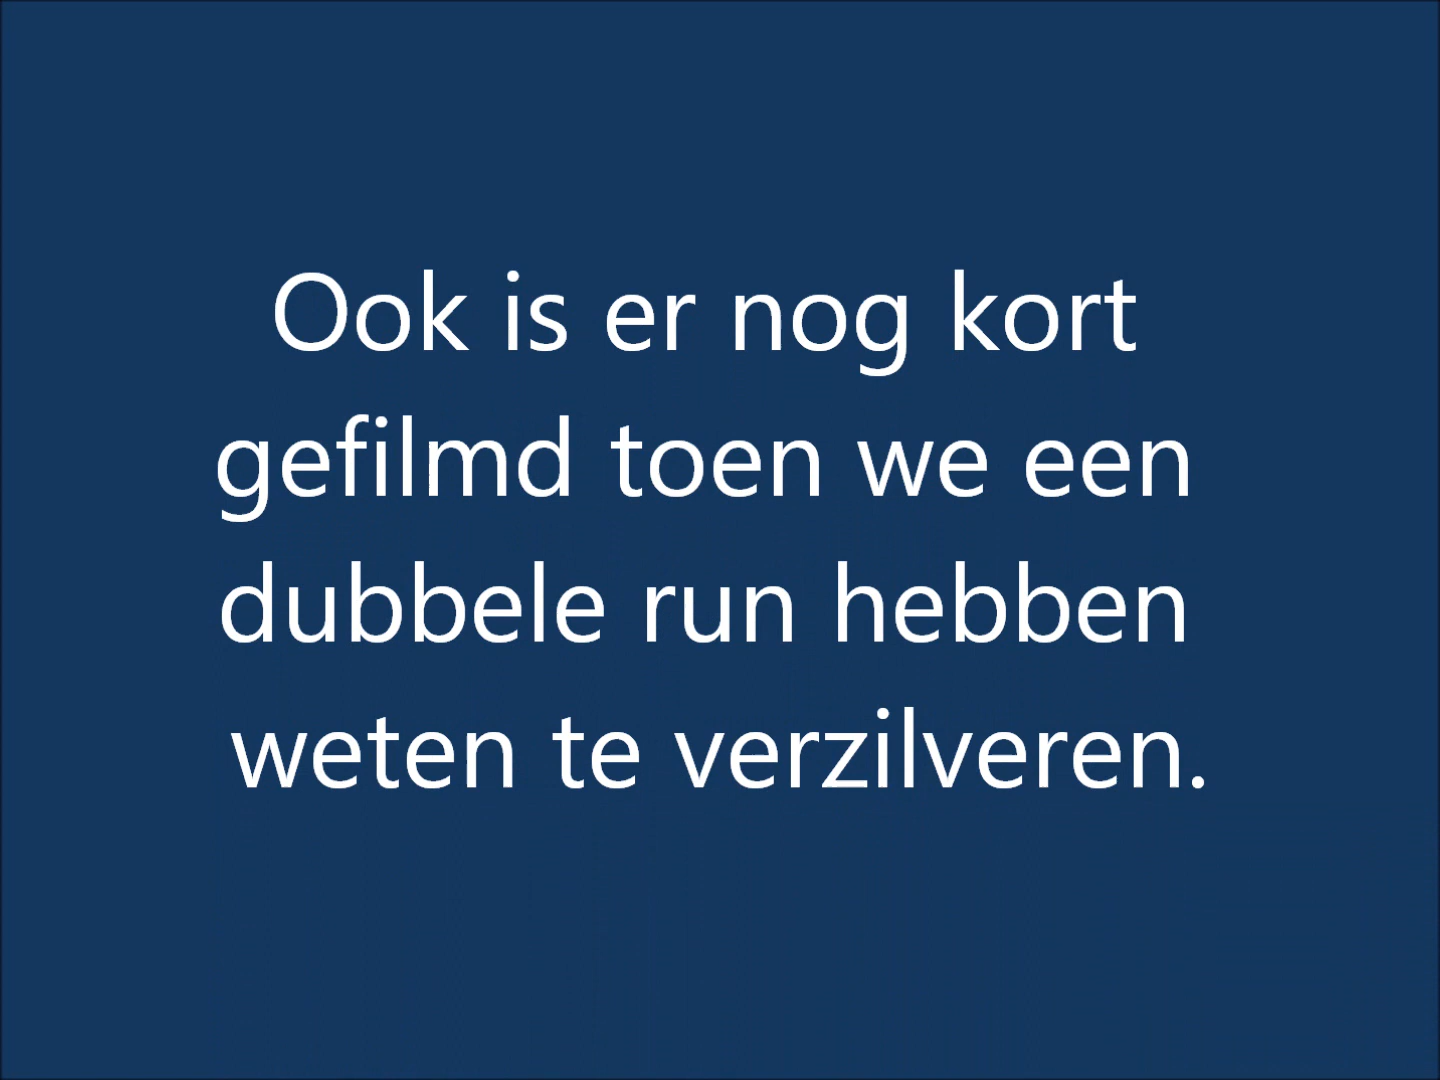 Ook is er nog kort
gefilmd toen we een
dubbele run hebben
weten te verzilveren.